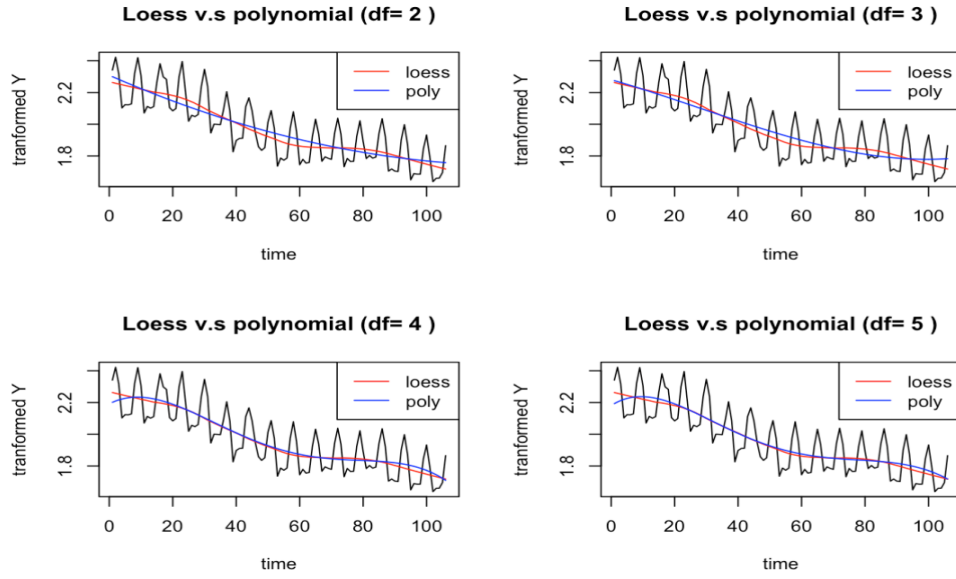 Loess v.s polynomial (df= 2 )
tranformed Y
2.2
1.8
loess
poly
0 20 40 60 80 100
time
Loess v.s polynomial (df= 3 )
tranformed Y
2.2
1.8
loess
poly
0 20 40 60 80 100
time
Loess v.s polynomial (df= 4 )
tranformed Y
2.2
1.8
loess
poly
0 20 40 60 80 100
time
Loess v.s polynomial (df= 5 )
tranformed Y
2.2
1.8
loess
poly
0 20 40 60 80 100
time